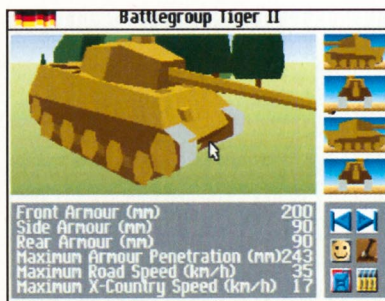 Battlegroup Tiger II
Front Armour (mm) 200
Side Armour (mm) 90
Rear Armour (mm) 90
Maximum Armour Penetration (mm)243
Maximum Road Speed (km/h) 35
Maximum X-Country Speed (km/h) 17